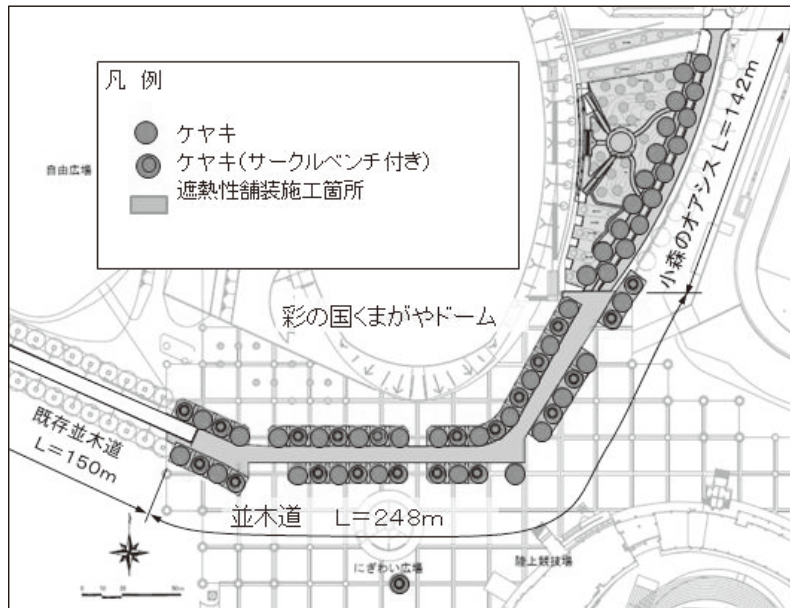 凡 例
ケヤキ
ケヤキ(サークルベンチ付き)
遮熱性舗装施工箇所
自由広場
小森のオアシス L=142m
彩の国くまがやドーム
既存並木道
L=150m
並木道 L=248m
にぎわい広場
陸上競技場